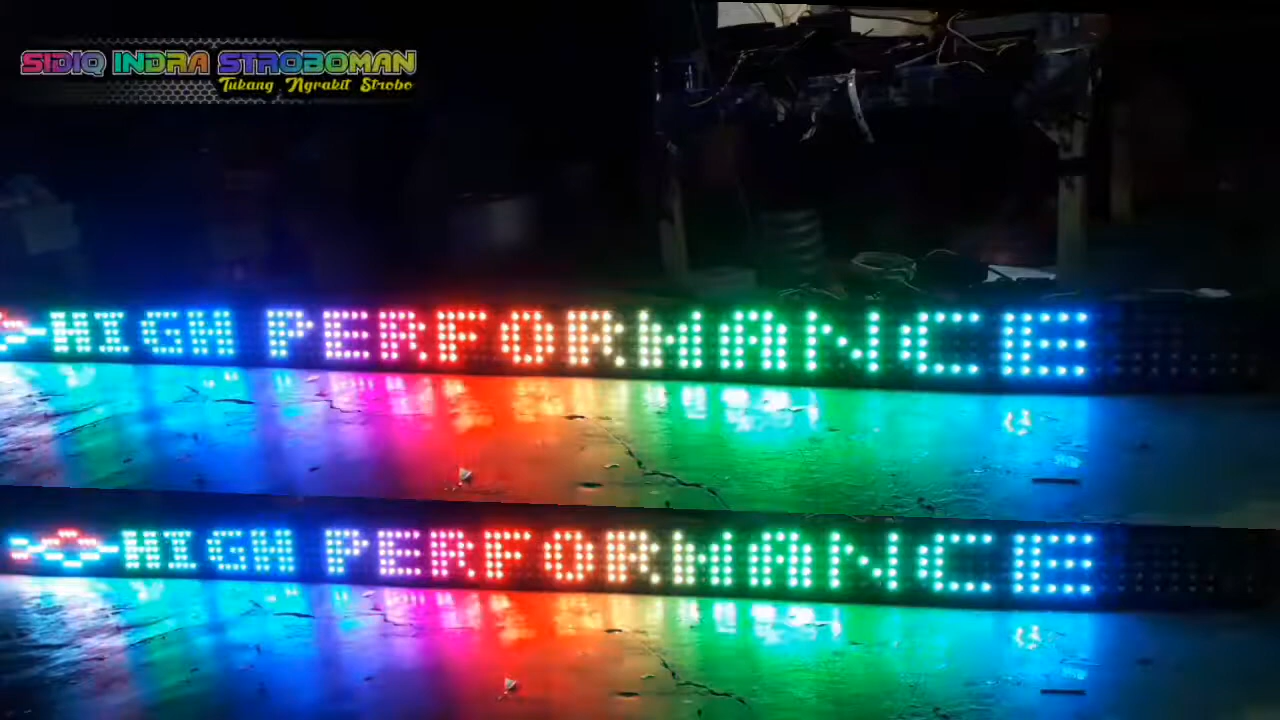 SIDIQ INDRA STROBOMAN
Tukang Ngrakit Strobo
HIGH PERFORMANCE
HIGH PERFORMANCE